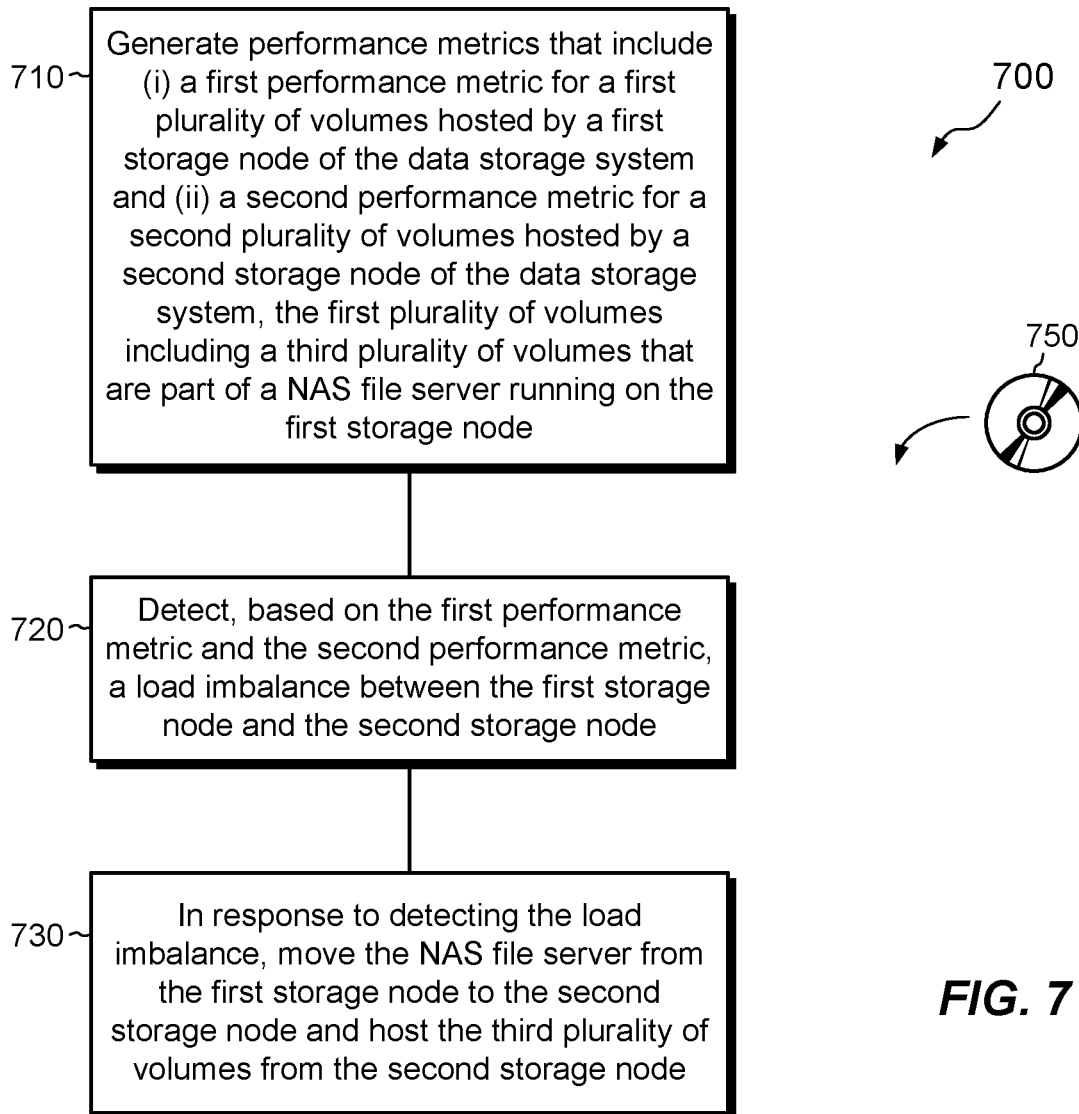 710
Generate performance metrics that include
(i) a first performance metric for a first
plurality of volumes hosted by a first
storage node of the data storage system
and (ii) a second performance metric for a
second plurality of volumes hosted by a
second storage node of the data storage
system, the first plurality of volumes
including a third plurality of volumes that
are part of a NAS file server running on the
first storage node
700
750
720
Detect, based on the first performance
metric and the second performance metric,
a load imbalance between the first storage
node and the second storage node
730
In response to detecting the load
imbalance, move the NAS file server from
the first storage node to the second
storage node and host the third plurality of
volumes from the second storage node
FIG. 7